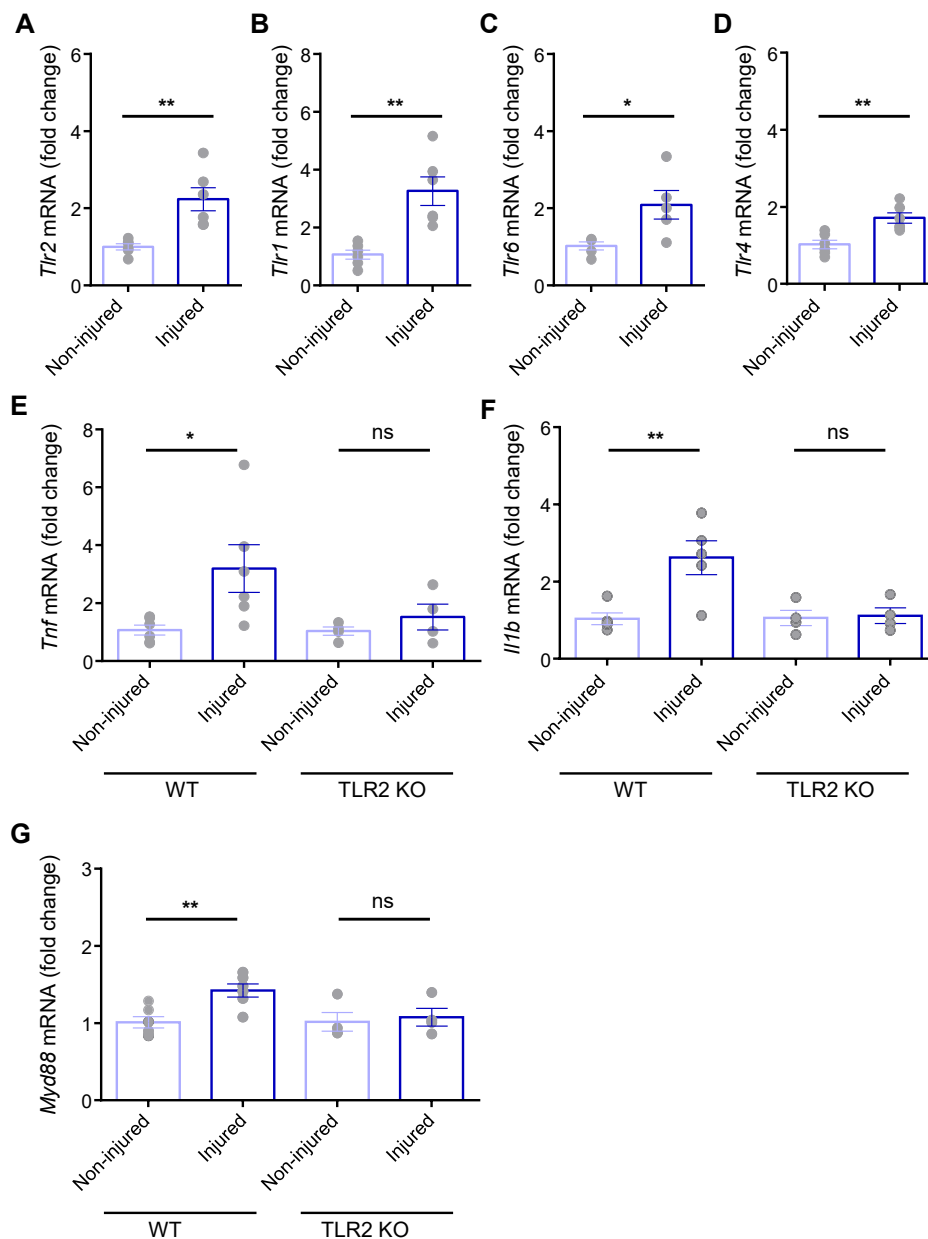 A
Tlr2 mRNA (fold change)
6
4
2
0
**
Non-injured
Injured
B
Tlr1 mRNA (fold change)
8
6
4
2
0
**
Non-injured
Injured
C
Tlr6 mRNA (fold change)
6
4
2
0
*
Non-injured
Injured
D
Tlr4 mRNA (fold change)
6
4
2
0
**
Non-injured
Injured
E
Tnf mRNA (fold change)
8
6
4
2
0
*
ns
Non-injured
Injured
Non-injured
Injured
WT
TLR2 KO
F
Il1b mRNA (fold change)
6
4
2
0
**
ns
Non-injured
Injured
Non-injured
Injured
WT
TLR2 KO
G
Myd88 mRNA (fold change)
3
2
1
0
**
ns
Non-injured
Injured
Non-injured
Injured
WT
TLR2 KO